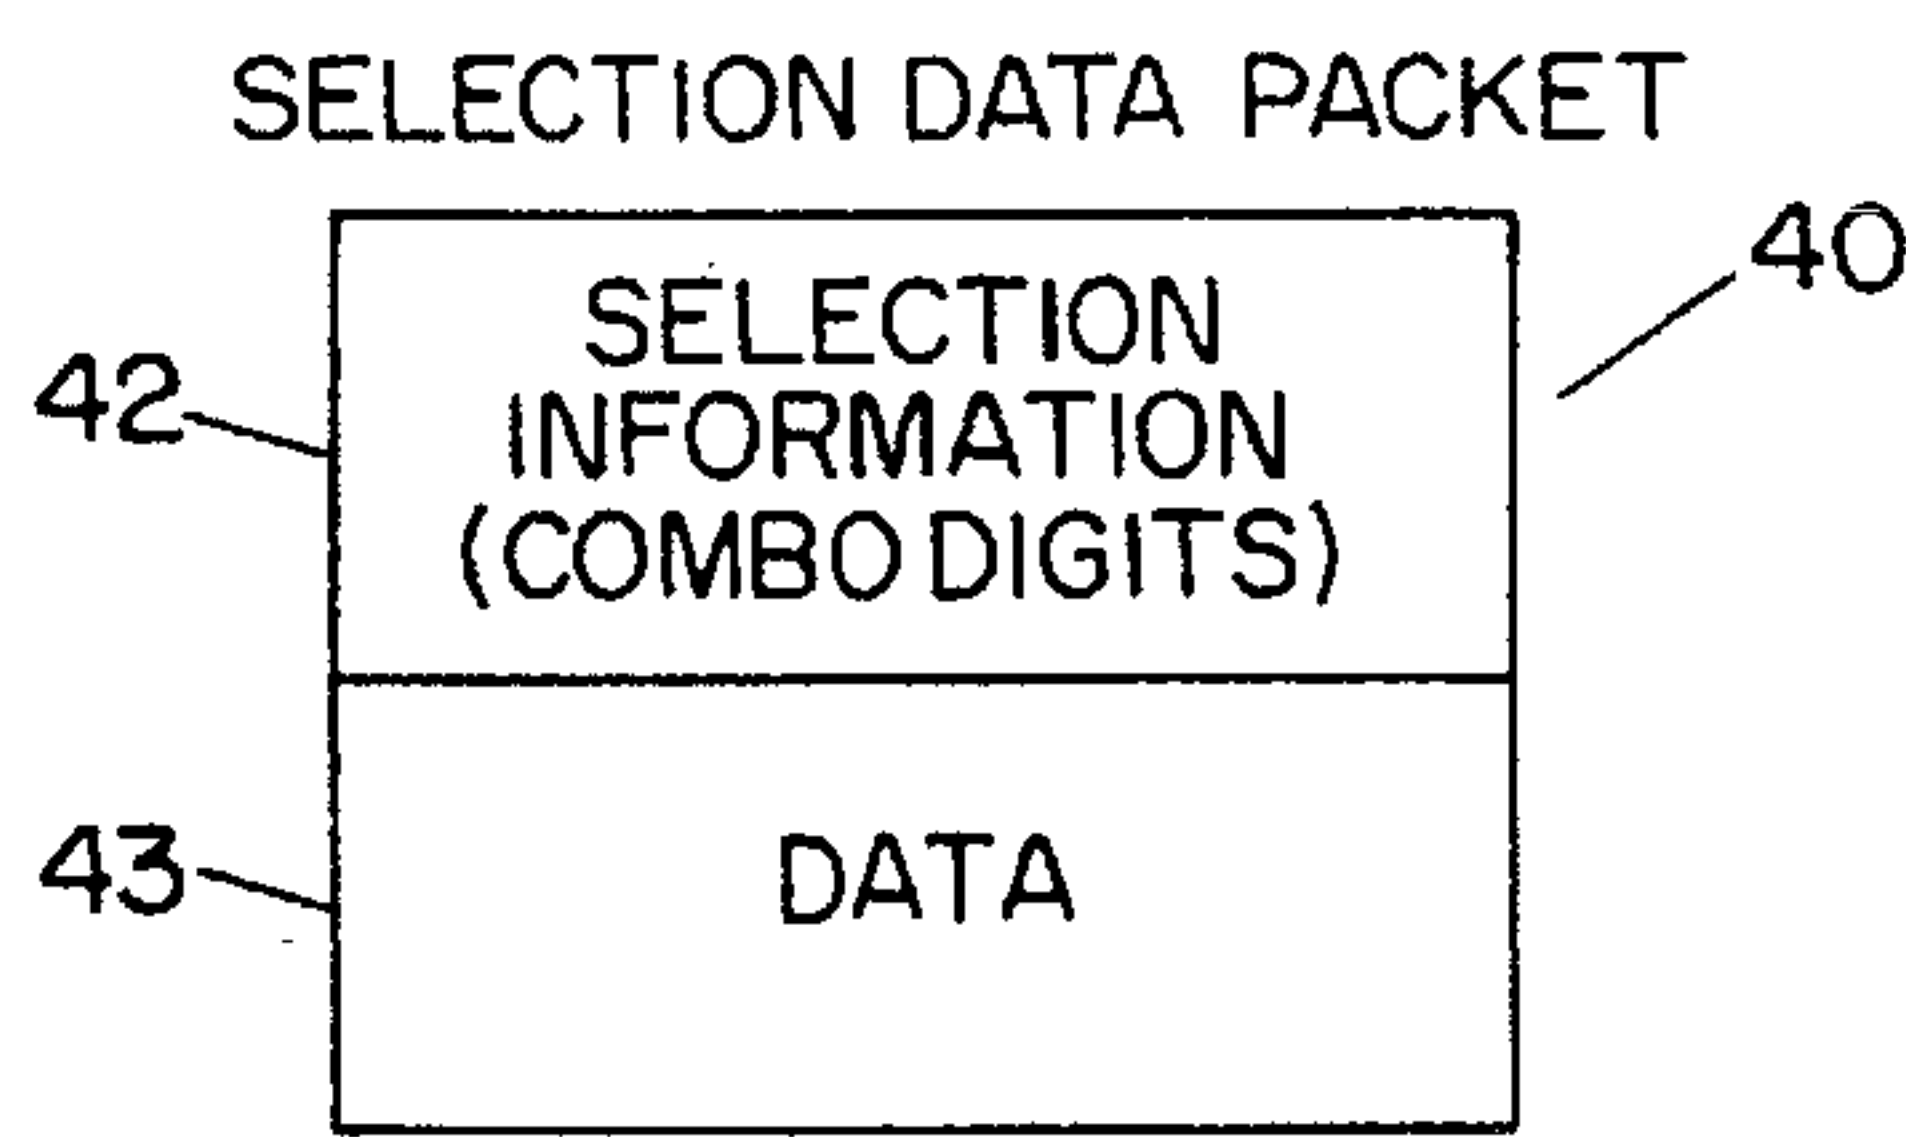 SELECTION DATA PACKET
40
SELECTION
42
INFORMATION
(COMBO DIGITS)
43
DATA